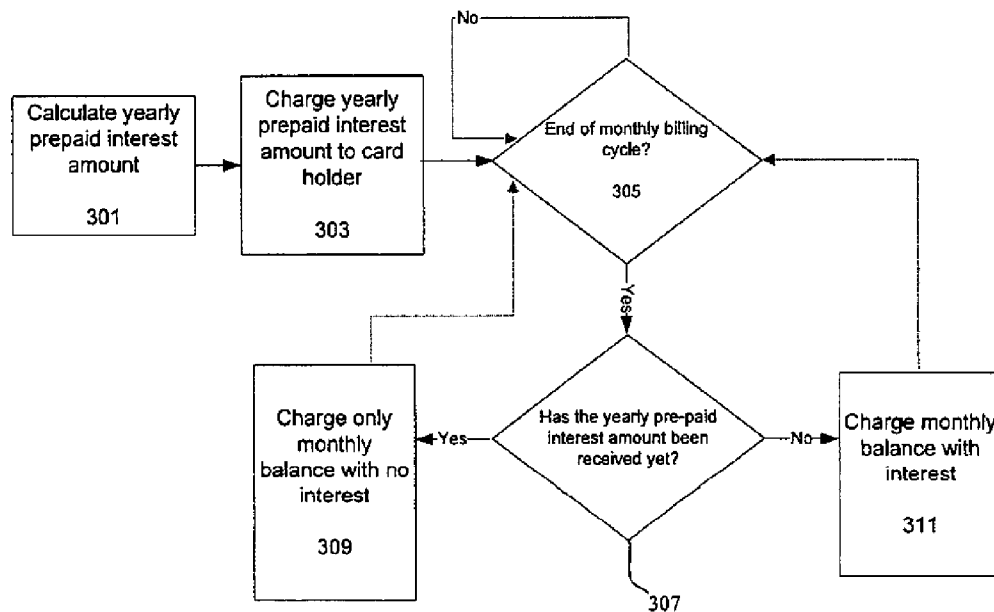 No
Calculate yearly
prepaid interest
amount
301
Charge yearly
prepaid interest
amount to card
holder
303
End of monthly billing
cycle?
305
Yes
Charge only
monthly
balance with no
interest
309
Yes
Has the yearly pre-paid
interest amount been
received yet?
No
Charge monthly
balance with
interest
311
307